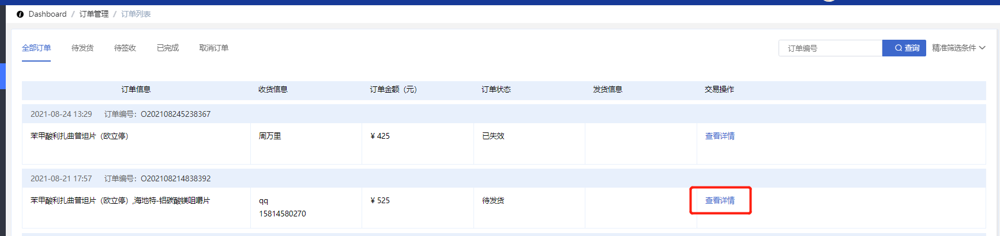 Dashboard / 订单管理 / 订单列表
全部订单 待发货 待签收 已完成 取消订单 订单编号 查询 精准筛选条件
订单信息 收货信息 订单金额（元） 订单状态 发货信息 交易操作
2021-08-24 13:29 订单编号：O202108245238367
苯甲酸利扎曲普坦片（欧立停） 周万里 ¥ 425 已失效 查看详情
2021-08-21 17:57 订单编号：O202108214838392
苯甲酸利扎曲普坦片（欧立停）,海地特-铝碳酸镁咀嚼片 qq ¥ 525 待发货 查看详情
15814580270